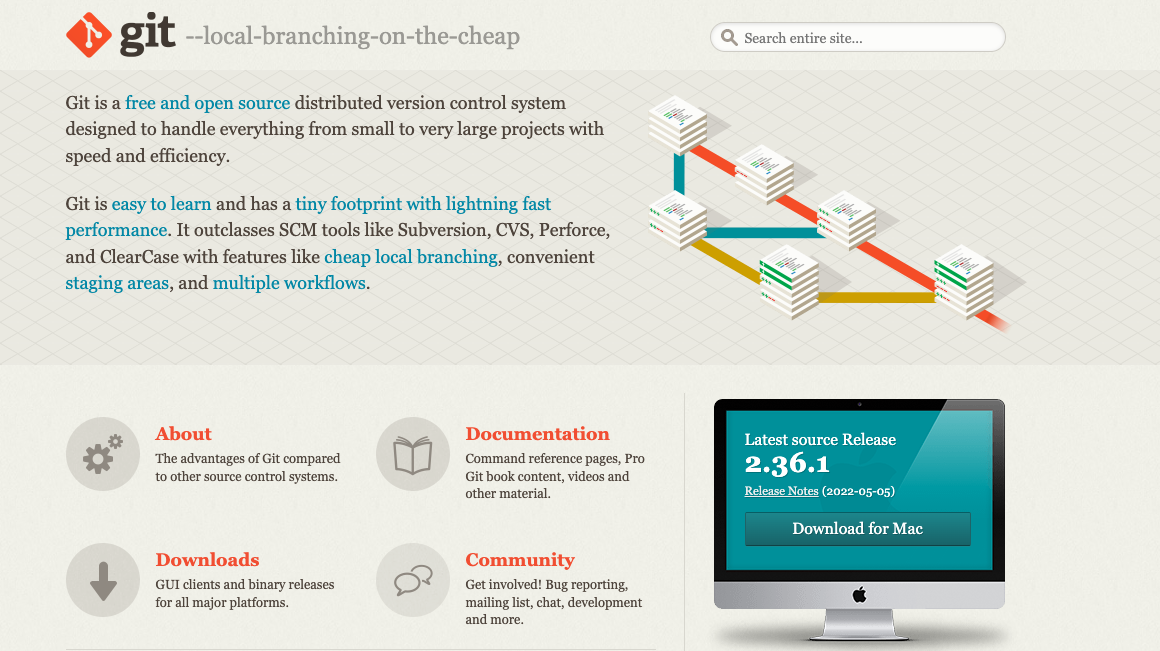 git --local-branching-on-the-cheap
Search entire site...
Git is a free and open source distributed version control system
designed to handle everything from small to very large projects with
speed and efficiency.
Git is easy to learn and has a tiny footprint with lightning fast
performance. It outclasses SCM tools like Subversion, CVS, Perforce,
and ClearCase with features like cheap local branching, convenient
staging areas, and multiple workflows.
About
The advantages of Git compared
to other source control systems.
Documentation
Command reference pages, Pro
Git book content, videos and
other material.
Downloads
GUI clients and binary releases
for all major platforms.
Community
Get involved! Bug reporting,
mailing list, chat, development
and more.
Latest source Release
2.36.1
Release Notes (2022-05-05)
Download for Mac